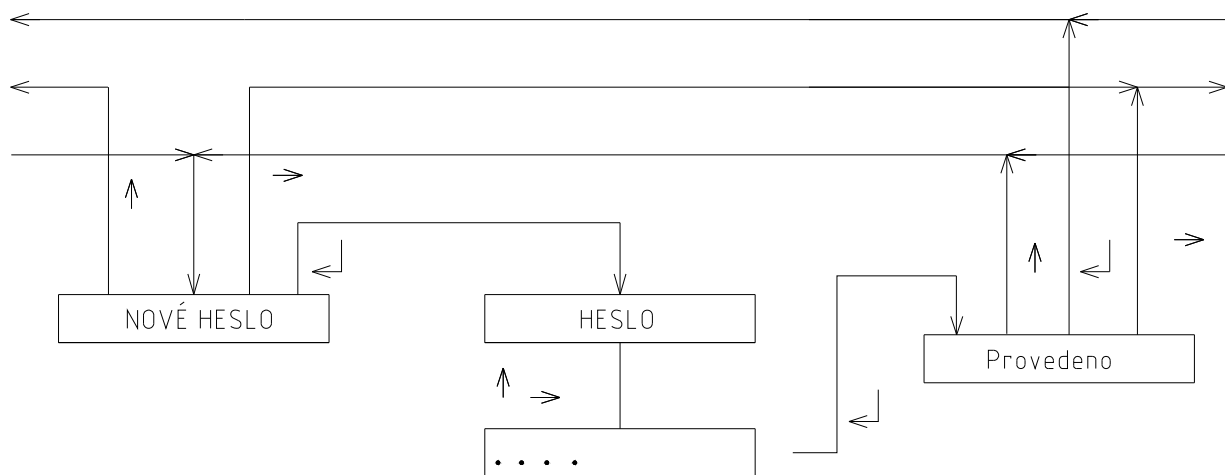 NOVÉ HESLO
HESLO
Provedeno
. . . .